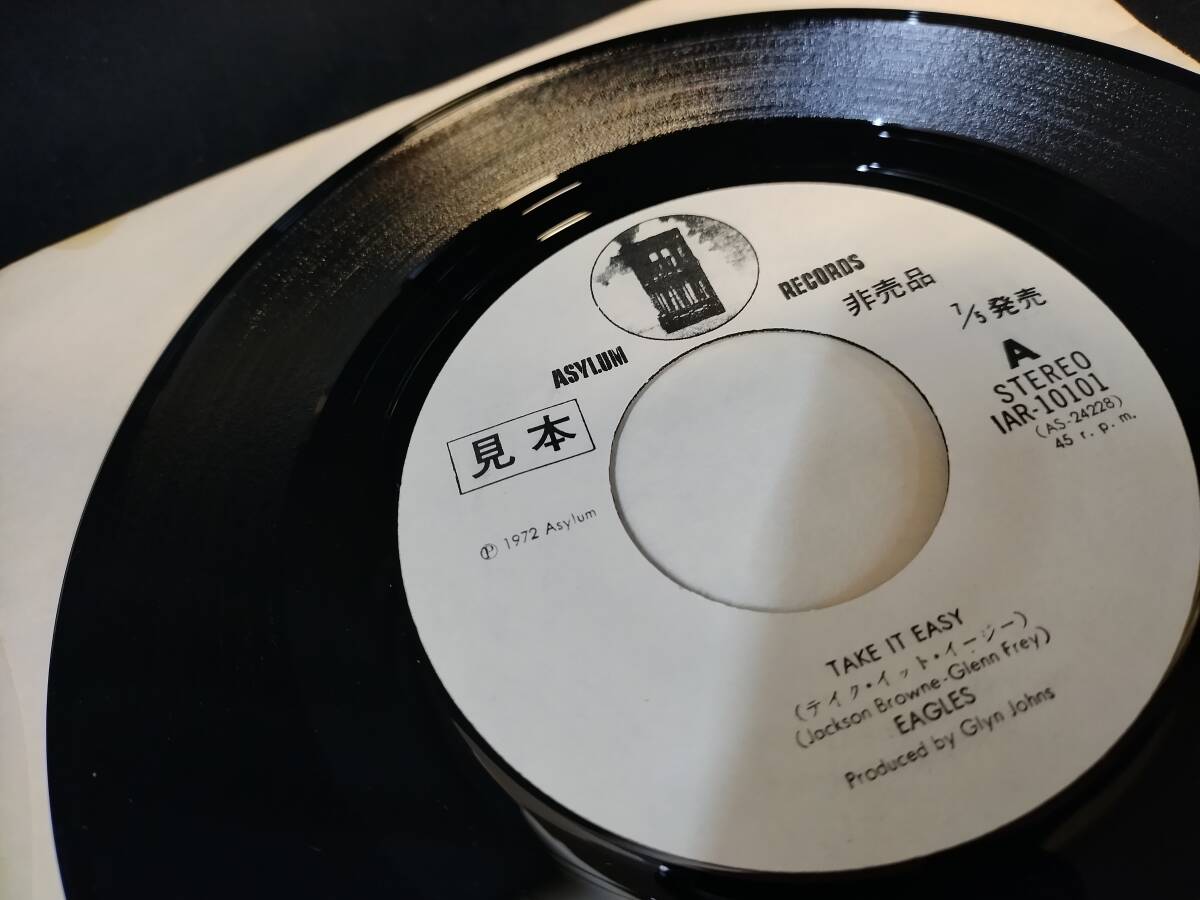 ASYLUM RECORDS
非売品 7/5発売
A
STEREO
IAR-10101
(AS-24228)
45 r. p. m.
見本
Ⓟ 1972 Asylum
TAKE IT EASY
(テイク・イット・イージー)
(Jackson Browne-Glenn Frey)
EAGLES
Produced by Glyn Johns